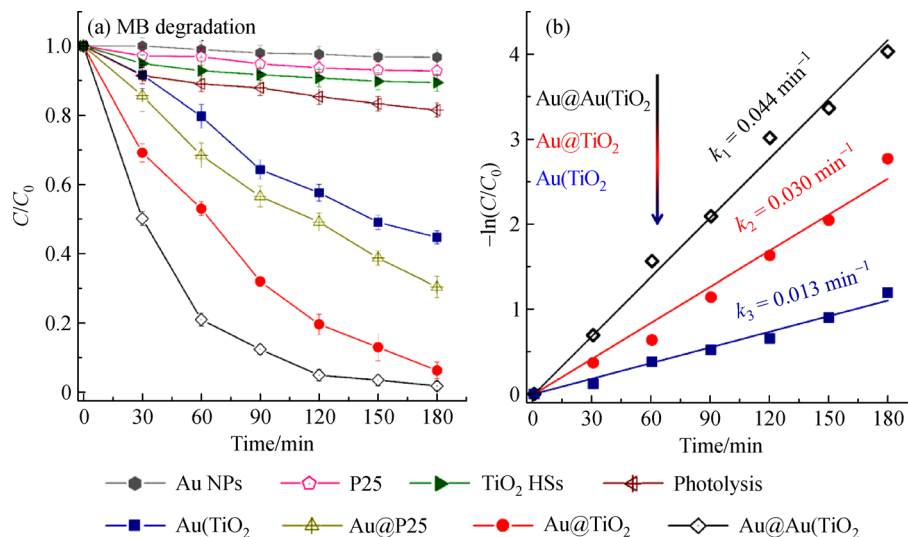 (a) MB degradation
1.0
0.8
0.6
0.4
0.2
0
C/C₀
0 30 60 90 120 150 180
Time/min
(b)
4
3
2
1
0
−ln(C/C₀)
Au@Au(TiO₂
Au@TiO₂
Au(TiO₂
k₁ = 0.044 min⁻¹
k₂ = 0.030 min⁻¹
k₃ = 0.013 min⁻¹
0 30 60 90 120 150 180
Time/min
Au NPs P25 TiO₂ HSs Photolysis
Au(TiO₂ Au@P25 Au@TiO₂ Au@Au(TiO₂